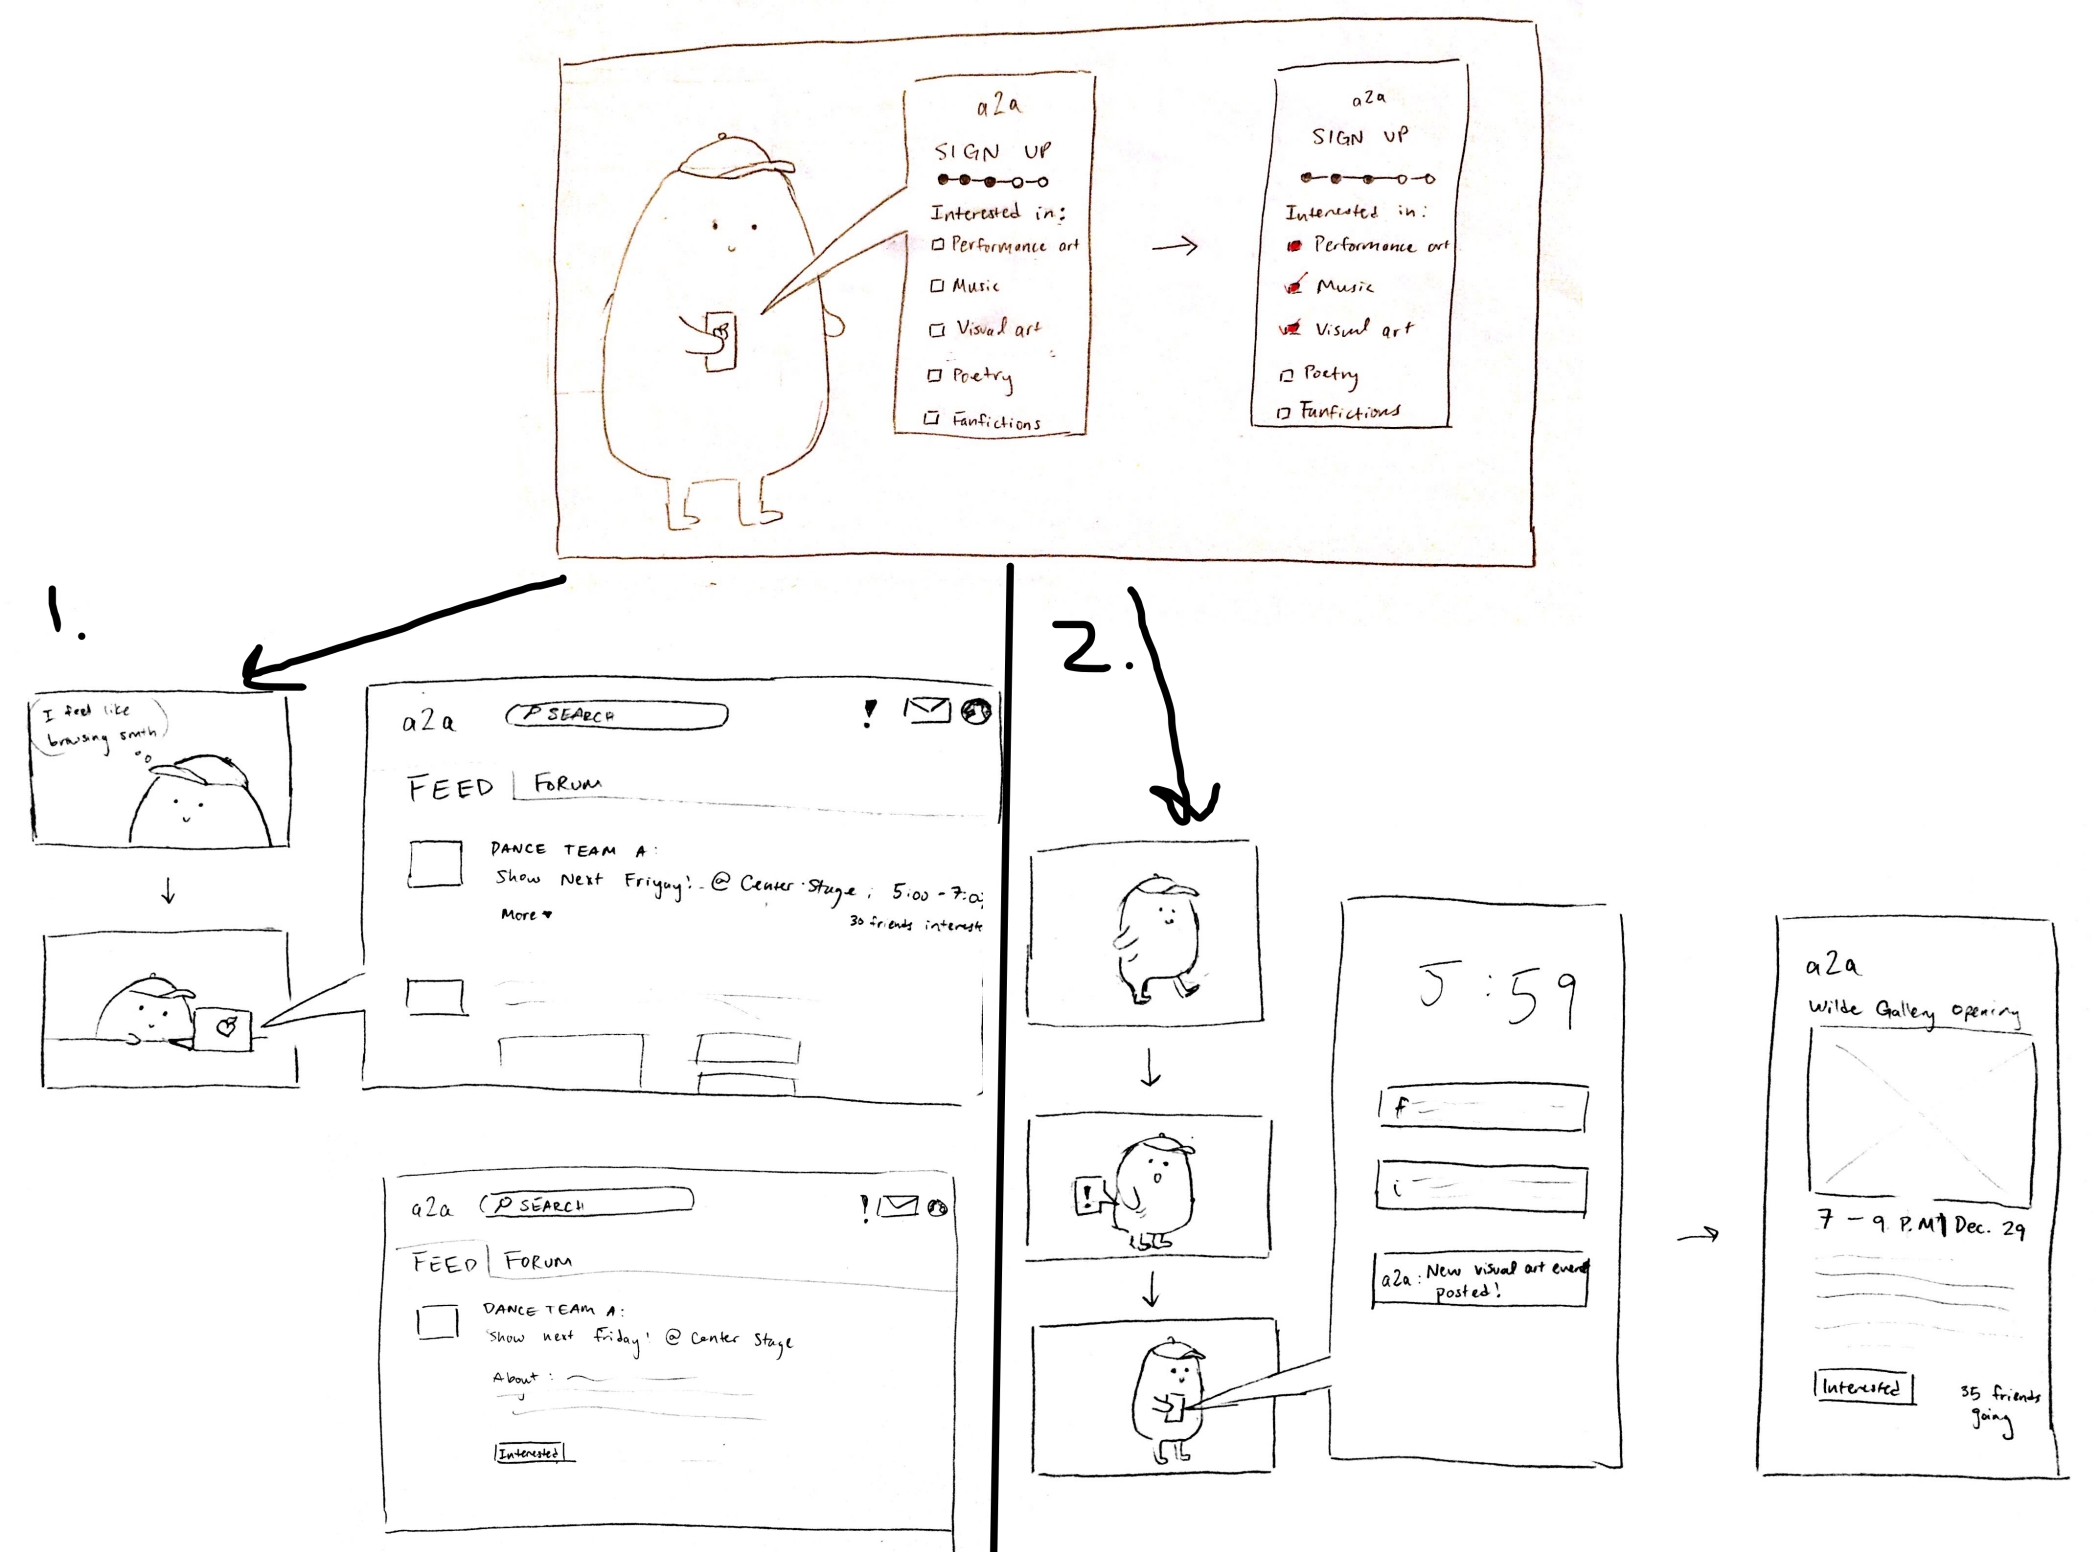 a2a
SIGN UP
Interested in:
Performance art
Music
Visual art
Poetry
Fanfictions
a2a
SIGN UP
Interested in:
Performance art
Music
Visual art
Poetry
Fanfictions
1.
I feel like
browsing smth
a2a
SEARCH
!
FEED
FORUM
DANCE TEAM A:
Show Next Friyay! @ Center Stage; 5:00 - 7:0
More
30 friends intereste
a2a
SEARCH
!
FEED
FORUM
DANCE TEAM A:
Show next friday! @ Center Stage
About:
Interested
2.
!
5:59
f
i
a2a: New visual art event
posted!
a2a
Wilde Gallery opening
7 - 9 P.M | Dec. 29
Interested
35 friends
going